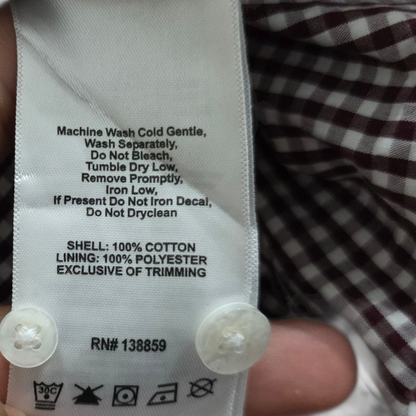 Machine Wash Cold Gentle,
Wash Separately,
Do Not Bleach,
Tumble Dry Low,
Remove Promptly,
Iron Low,
If Present Do Not Iron Decal,
Do Not Dryclean
SHELL: 100% COTTON
LINING: 100% POLYESTER
EXCLUSIVE OF TRIMMING
RN# 138859
30C